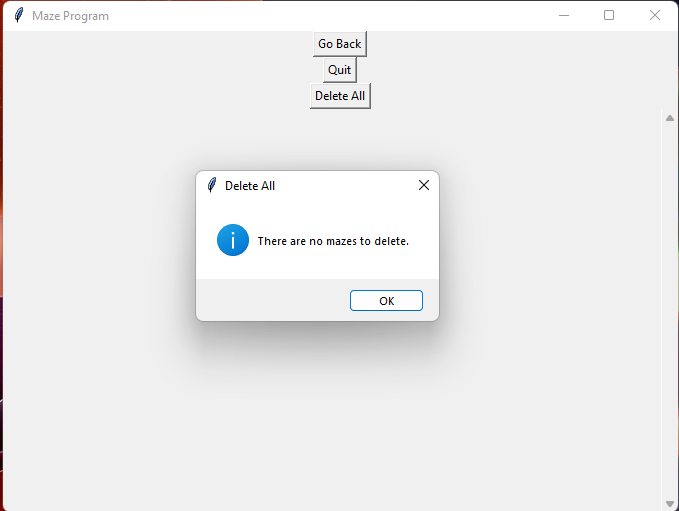 Maze Program
Go Back
Quit
Delete All
Delete All
There are no mazes to delete.
OK